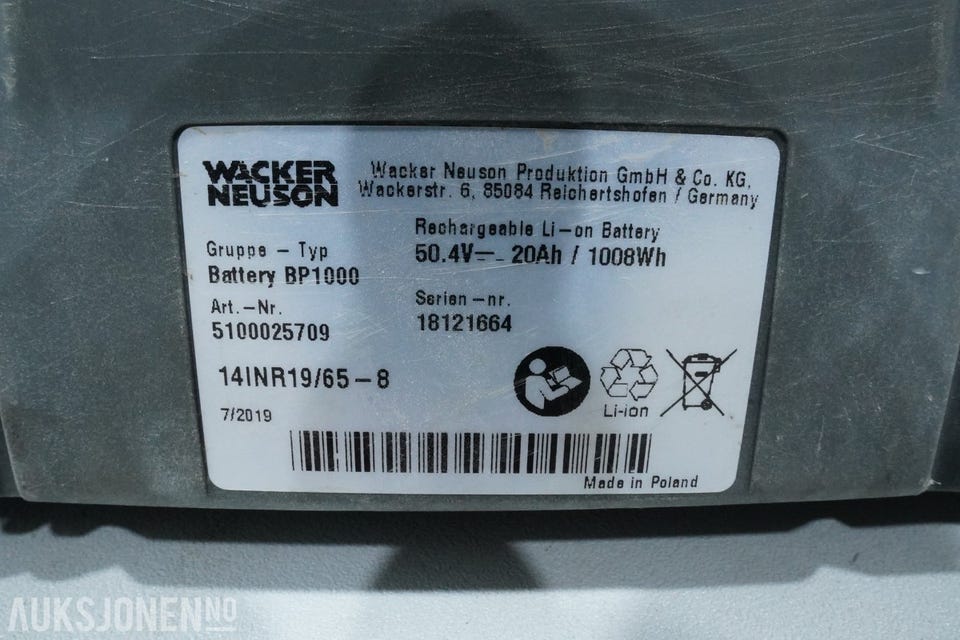 WACKER
NEUSON
Wacker Neuson Produktion GmbH & Co. KG,
Wackerstr. 6, 85084 Reichertshofen / Germany
Rechargeable Li-on Battery
50.4V 20Ah / 1008Wh
Gruppe - Typ
Battery BP1000
Art.-Nr.
5100025709
Serien-nr.
18121664
14INR19/65-8
7/2019
Li-ion
Made in Poland
AUKSJONEN.NO